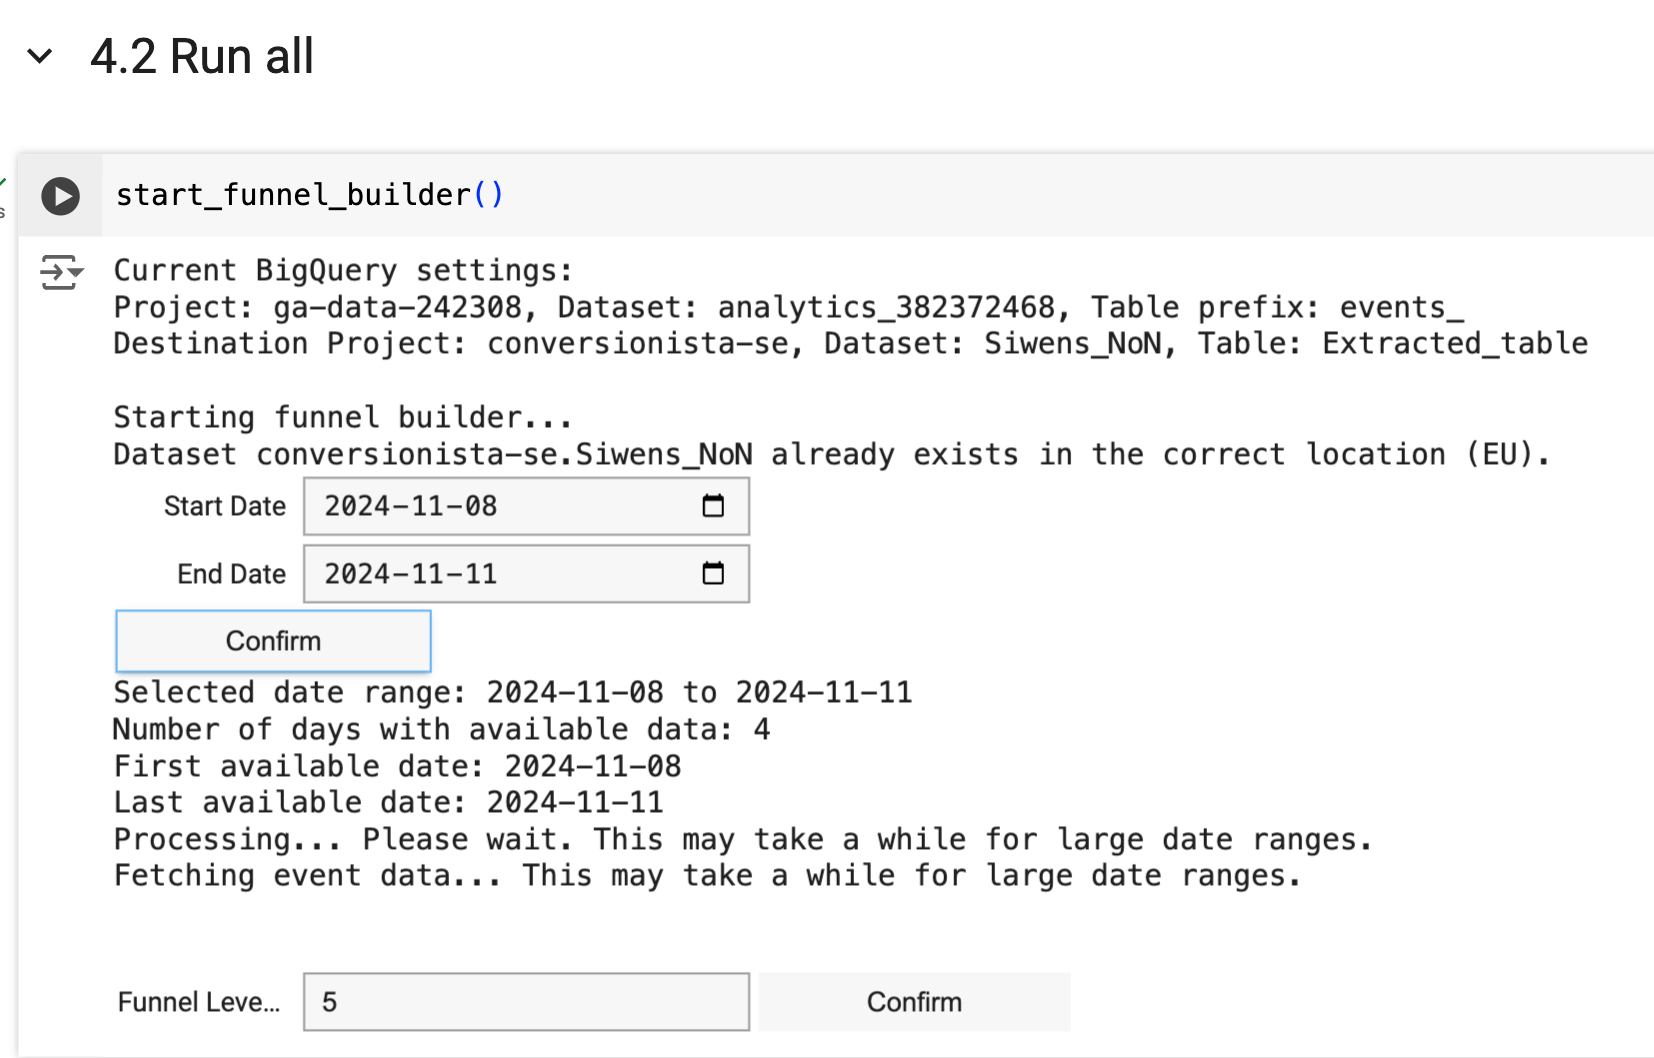 4.2 Run all
start_funnel_builder()
Current BigQuery settings:
Project: ga-data-242308, Dataset: analytics_382372468, Table prefix: events_
Destination Project: conversionista-se, Dataset: Siwens_NoN, Table: Extracted_table
Starting funnel builder...
Dataset conversionista-se.Siwens_NoN already exists in the correct location (EU).
Start Date 2024-11-08
End Date 2024-11-11
Confirm
Selected date range: 2024-11-08 to 2024-11-11
Number of days with available data: 4
First available date: 2024-11-08
Last available date: 2024-11-11
Processing... Please wait. This may take a while for large date ranges.
Fetching event data... This may take a while for large date ranges.
Funnel Leve... 5 Confirm